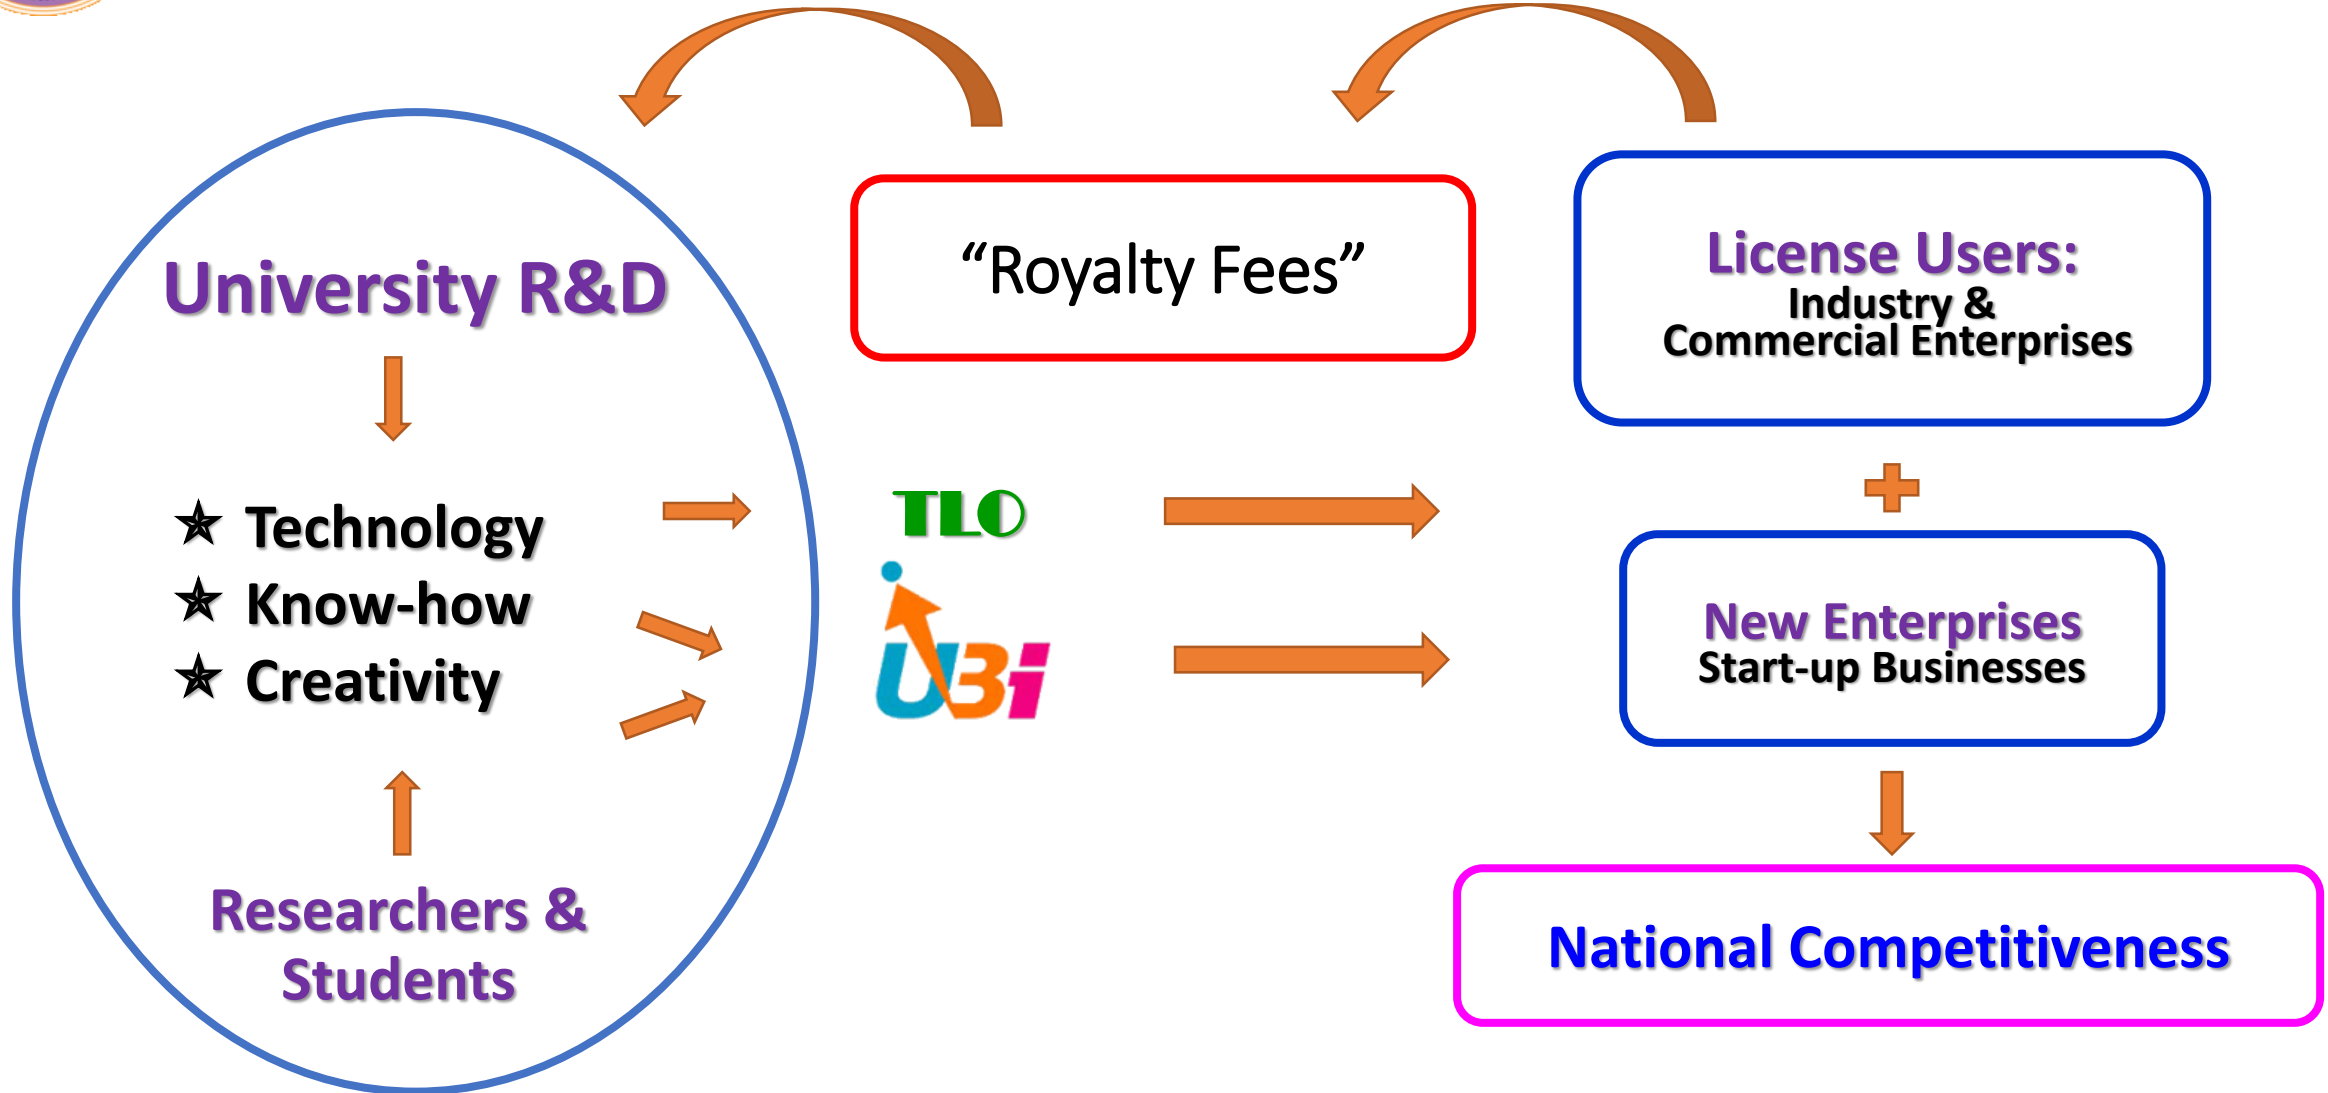 University R&D
✯ Technology
✯ Know-how
✯ Creativity
Researchers &
Students
“Royalty Fees”
TLO
UBi
License Users:
Industry &
Commercial Enterprises
New Enterprises
Start-up Businesses
National Competitiveness